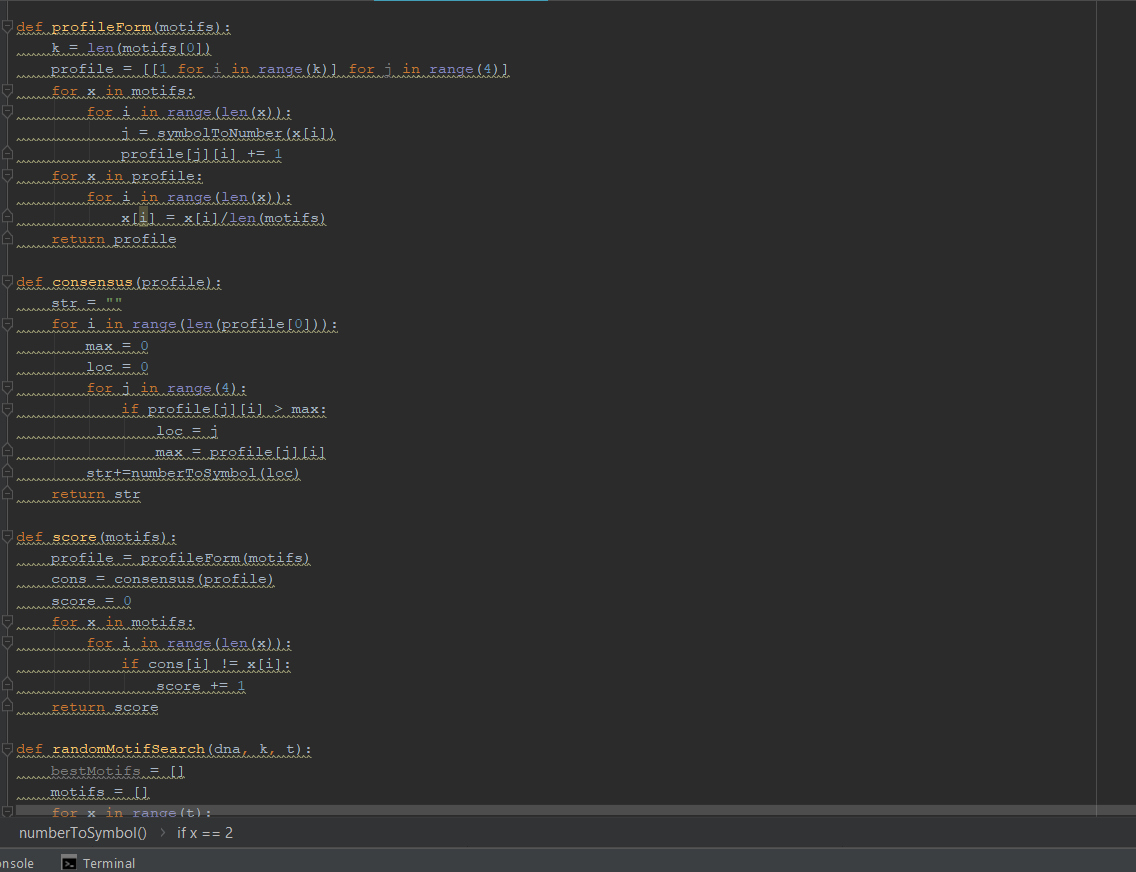 def profileForm(motifs):
    k = len(motifs[0])
    profile = [[1 for i in range(k)] for j in range(4)]
    for x in motifs:
        for i in range(len(x)):
            j = symbolToNumber(x[i])
            profile[j][i] += 1
    for x in profile:
        for i in range(len(x)):
            x[i] = x[i]/len(motifs)
    return profile
def consensus(profile):
    str = ""
    for i in range(len(profile[0])):
        max = 0
        loc = 0
        for j in range(4):
            if profile[j][i] > max:
                loc = j
                max = profile[j][i]
        str+=numberToSymbol(loc)
    return str
def score(motifs):
    profile = profileForm(motifs)
    cons = consensus(profile)
    score = 0
    for x in motifs:
        for i in range(len(x)):
            if cons[i] != x[i]:
                score += 1
    return score
def randomMotifSearch(dna, k, t):
    bestMotifs = []
    motifs = []
    for x in range(t):
numberToSymbol() › if x == 2
onsole Terminal